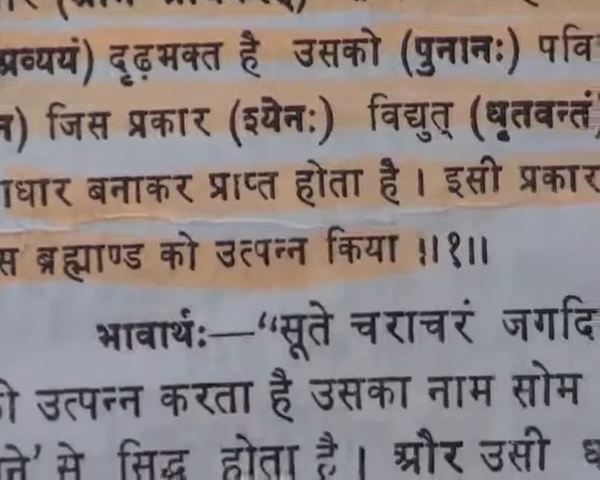 प्रव्ययं) दृढ़भक्त है उसको (पुनानः) पवि
न) जिस प्रकार (श्येनः) विद्युत् (घृतवन्तं)
ाधार बनाकर प्राप्त होता है । इसी प्रकार
स ब्रह्माण्ड को उत्पन्न किया ॥१॥
भावार्थः—“सूते चराचरं जगदि
ो उत्पन्न करता है उसका नाम सोम
से सिद्ध होता है । और उसी